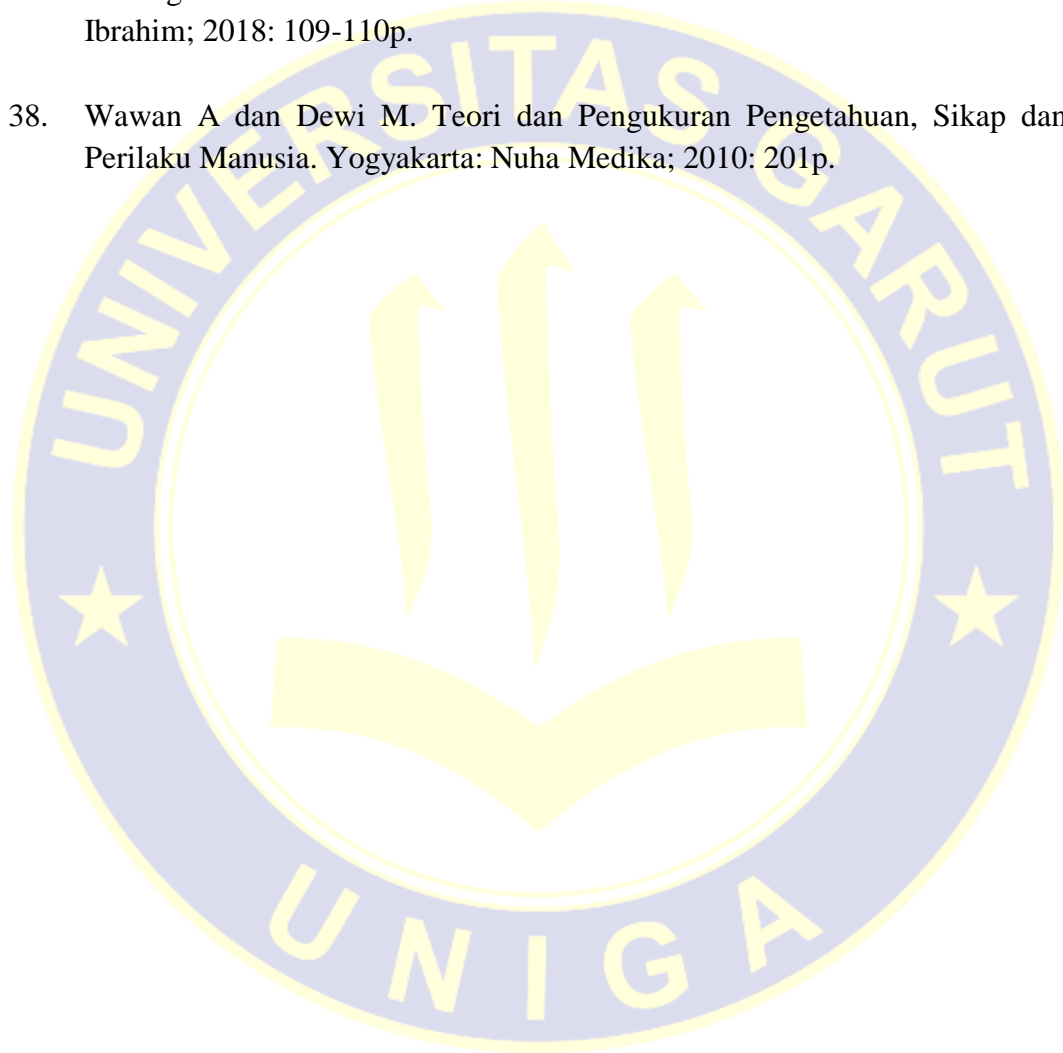 Ibrahim; 2018: 109-110p.
38. Wawan A dan Dewi M. Teori dan Pengukuran Pengetahuan, Sikap dan
Perilaku Manusia. Yogyakarta: Nuha Medika; 2010: 201p.
UNIVERSITAS GARUT
UNIGA